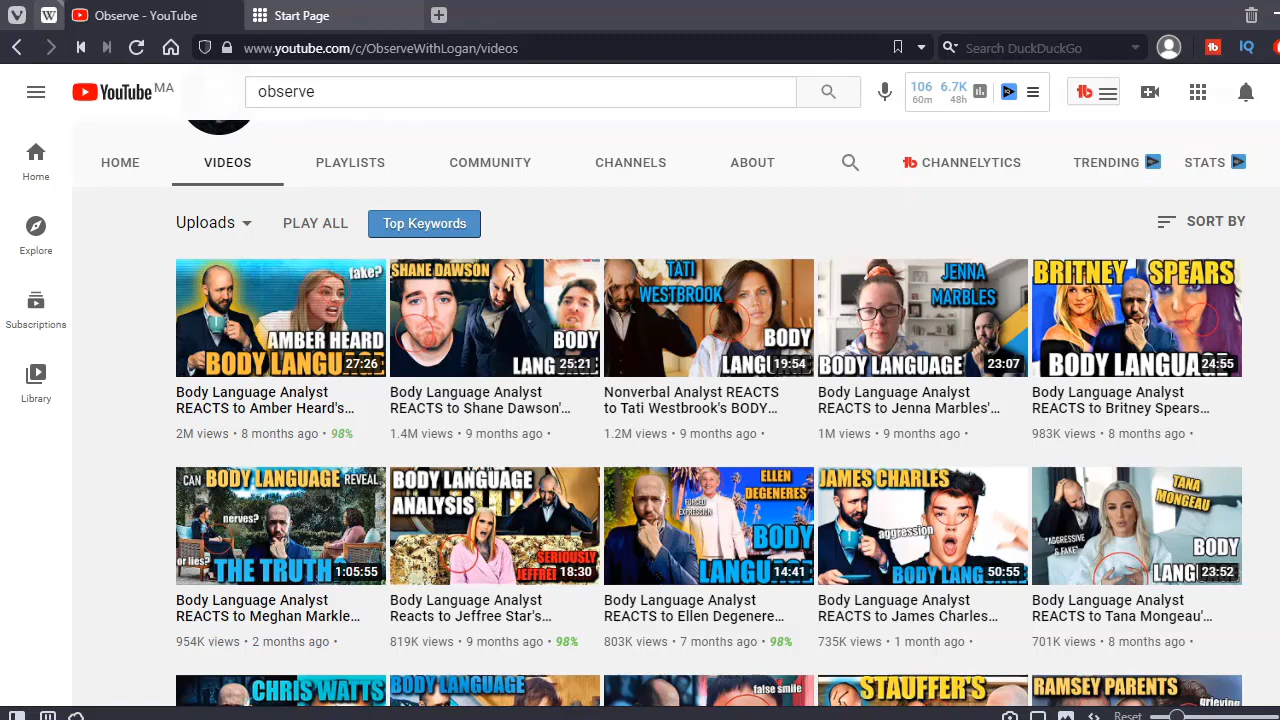 Observe - YouTube
Start Page
www.youtube.com/c/ObserveWithLogan/videos
Search DuckDuckGo
YouTube MA
observe
106 6.7K
60m 48h
HOME VIDEOS PLAYLISTS COMMUNITY CHANNELS ABOUT CHANNELYTICS TRENDING STATS
Home
Explore
Subscriptions
Library
Uploads PLAY ALL Top Keywords SORT BY
fake?
AMBER HEARD
BODY LANGUAGE
27:26
Body Language Analyst
REACTS to Amber Heard's...
2M views • 8 months ago • 98%
SHANE DAWSON
BODY
LANG
25:21
Body Language Analyst
REACTS to Shane Dawson'...
1.4M views • 9 months ago •
TATI
WESTBROOK
BODY
LANG
19:54
Nonverbal Analyst REACTS
to Tati Westbrook's BODY...
1.2M views • 9 months ago •
JENNA
MARBLES
BODY LANGUAGE
23:07
Body Language Analyst
REACTS to Jenna Marbles'...
1M views • 9 months ago •
BRITNEY SPEARS
BODY LANGUAGE
24:55
Body Language Analyst
REACTS to Britney Spears...
983K views • 8 months ago •
CAN BODY LANGUAGE REVEAL
nerves?
or lies?
THE TRUTH
1:05:55
Body Language Analyst
REACTS to Meghan Markle...
954K views • 2 months ago •
BODY LANGUAGE
ANALYSIS
SERIOUSLY
JEFFREE
18:30
Body Language Analyst
Reacts to Jeffree Star's...
819K views • 9 months ago • 98%
ELLEN
DEGENERES
EXPRESSION
BODY
LANGUAGE
14:41
Body Language Analyst
REACTS to Ellen Degenere...
803K views • 7 months ago • 98%
JAMES CHARLES
aggression
BODY LANG
50:55
Body Language Analyst
REACTS to James Charles...
735K views • 1 month ago •
TANA
MONGEAU
"AGGRESSIVE
& FAKE"
BODY
LANG
23:52
Body Language Analyst
REACTS to Tana Mongeau'...
701K views • 8 months ago •
CHRIS WATTS
BODY LANGUAGE
false smile
STAUFFER'S
RAMSEY PARENTS
grieving
Reset